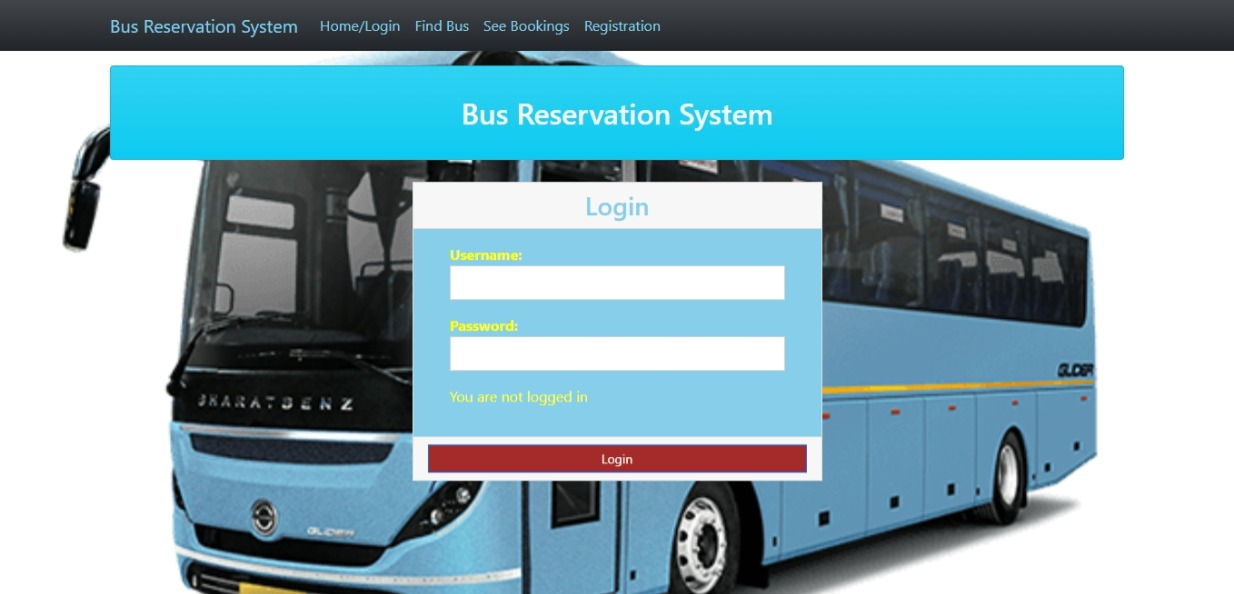 Bus Reservation System Home/Login Find Bus See Bookings Registration
Bus Reservation System
Login
Username:
Password:
You are not logged in
Login
BHARATBENZ
GLIDER
GLIDER